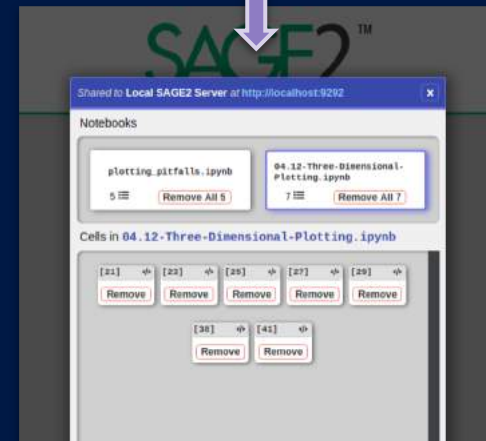 SAGE2™
Shared to Local SAGE2 Server at http://localhost:9292 x
Notebooks
plotting_pitfalls.ipynb
5 Remove All 5
04.12-Three-Dimensional-
Plotting.ipynb
7 Remove All 7
Cells in 04.12-Three-Dimensional-Plotting.ipynb
[21] </> [23] </> [25] </> [27] </> [29] </>
Remove Remove Remove Remove Remove
[38] </> [41] </>
Remove Remove